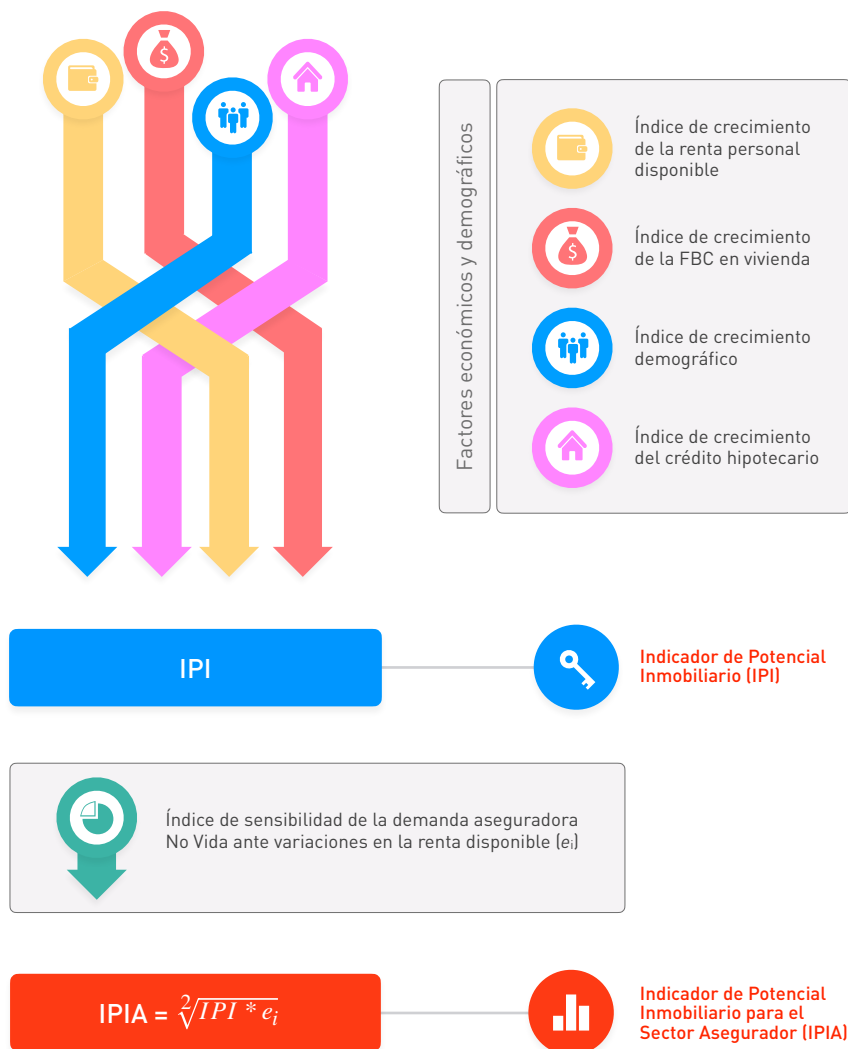 Factores económicos y demográficos
Índice de crecimiento
de la renta personal
disponible
Índice de crecimiento
de la FBC en vivienda
Índice de crecimiento
demográfico
Índice de crecimiento
del crédito hipotecario
IPI
Indicador de Potencial
Inmobiliario (IPI)
Índice de sensibilidad de la demanda aseguradora
No Vida ante variaciones en la renta disponible (eᵢ)
IPIA = ²√(IPI * eᵢ)
Indicador de Potencial
Inmobiliario para el
Sector Asegurador (IPIA)